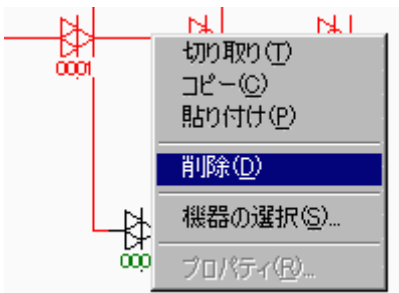 切り取り(T)
コピー(C)
貼り付け(P)
0001
削除(D)
機器の選択(S)...
000
プロパティ(R)...